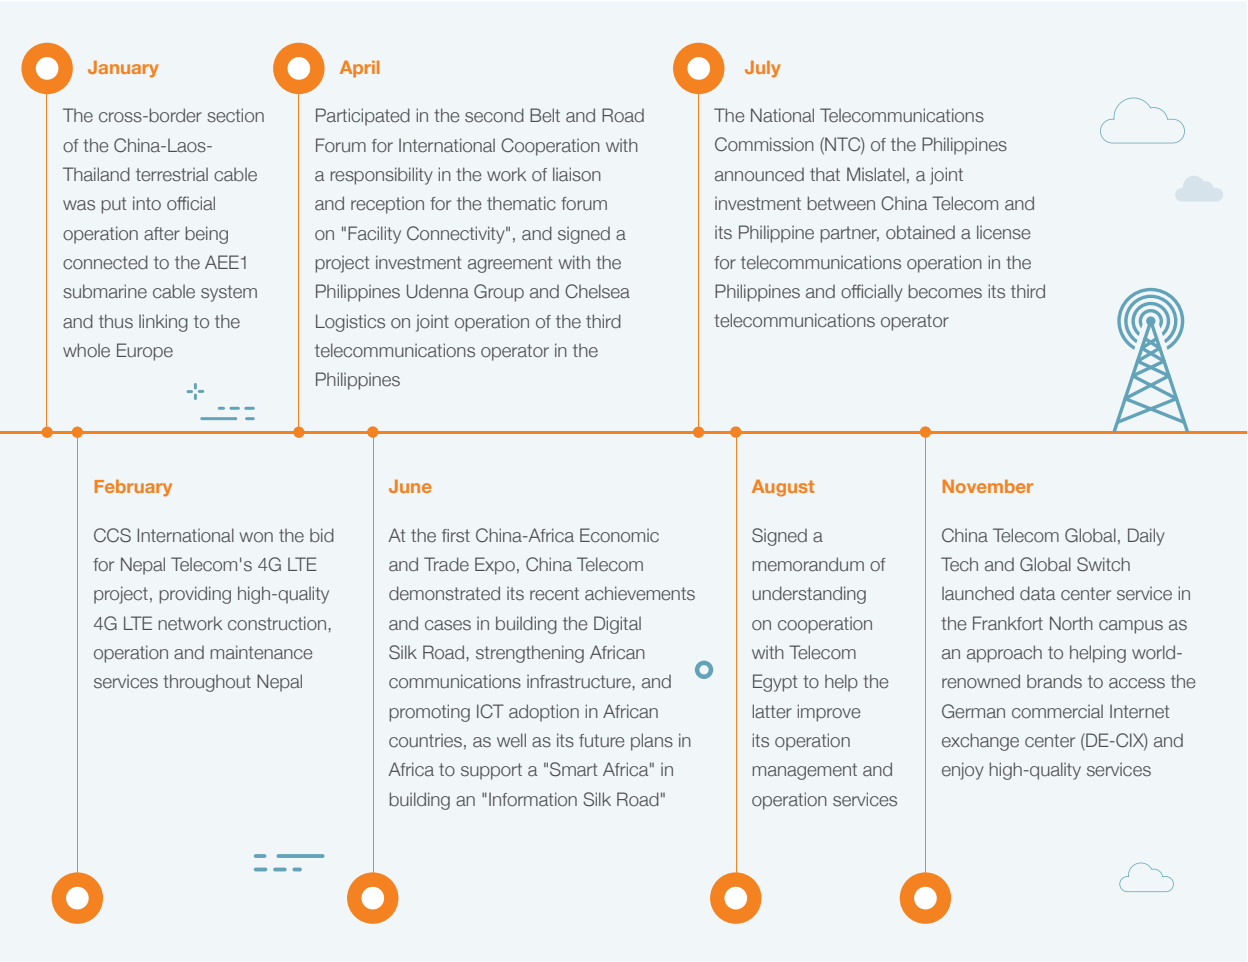 January
The cross-border section
of the China-Laos-
Thailand terrestrial cable
was put into official
operation after being
connected to the AEE1
submarine cable system
and thus linking to the
whole Europe
April
Participated in the second Belt and Road
Forum for International Cooperation with
a responsibility in the work of liaison
and reception for the thematic forum
on "Facility Connectivity", and signed a
project investment agreement with the
Philippines Udenna Group and Chelsea
Logistics on joint operation of the third
telecommunications operator in the
Philippines
July
The National Telecommunications
Commission (NTC) of the Philippines
announced that Mislatel, a joint
investment between China Telecom and
its Philippine partner, obtained a license
for telecommunications operation in the
Philippines and officially becomes its third
telecommunications operator
February
CCS International won the bid
for Nepal Telecom's 4G LTE
project, providing high-quality
4G LTE network construction,
operation and maintenance
services throughout Nepal
June
At the first China-Africa Economic
and Trade Expo, China Telecom
demonstrated its recent achievements
and cases in building the Digital
Silk Road, strengthening African
communications infrastructure, and
promoting ICT adoption in African
countries, as well as its future plans in
Africa to support a "Smart Africa" in
building an "Information Silk Road"
August
Signed a
memorandum of
understanding
on cooperation
with Telecom
Egypt to help the
latter improve
its operation
management and
operation services
November
China Telecom Global, Daily
Tech and Global Switch
launched data center service in
the Frankfort North campus as
an approach to helping world-
renowned brands to access the
German commercial Internet
exchange center (DE-CIX) and
enjoy high-quality services